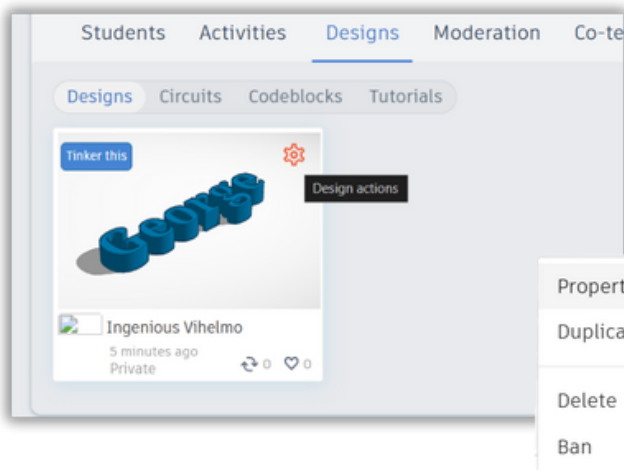 Students Activities Designs Moderation Co-te
Designs Circuits Codeblocks Tutorials
Tinker this
George
Design actions
Ingenious Vihelmo
5 minutes ago
Private
0 0
Propert
Duplica
Delete
Ban